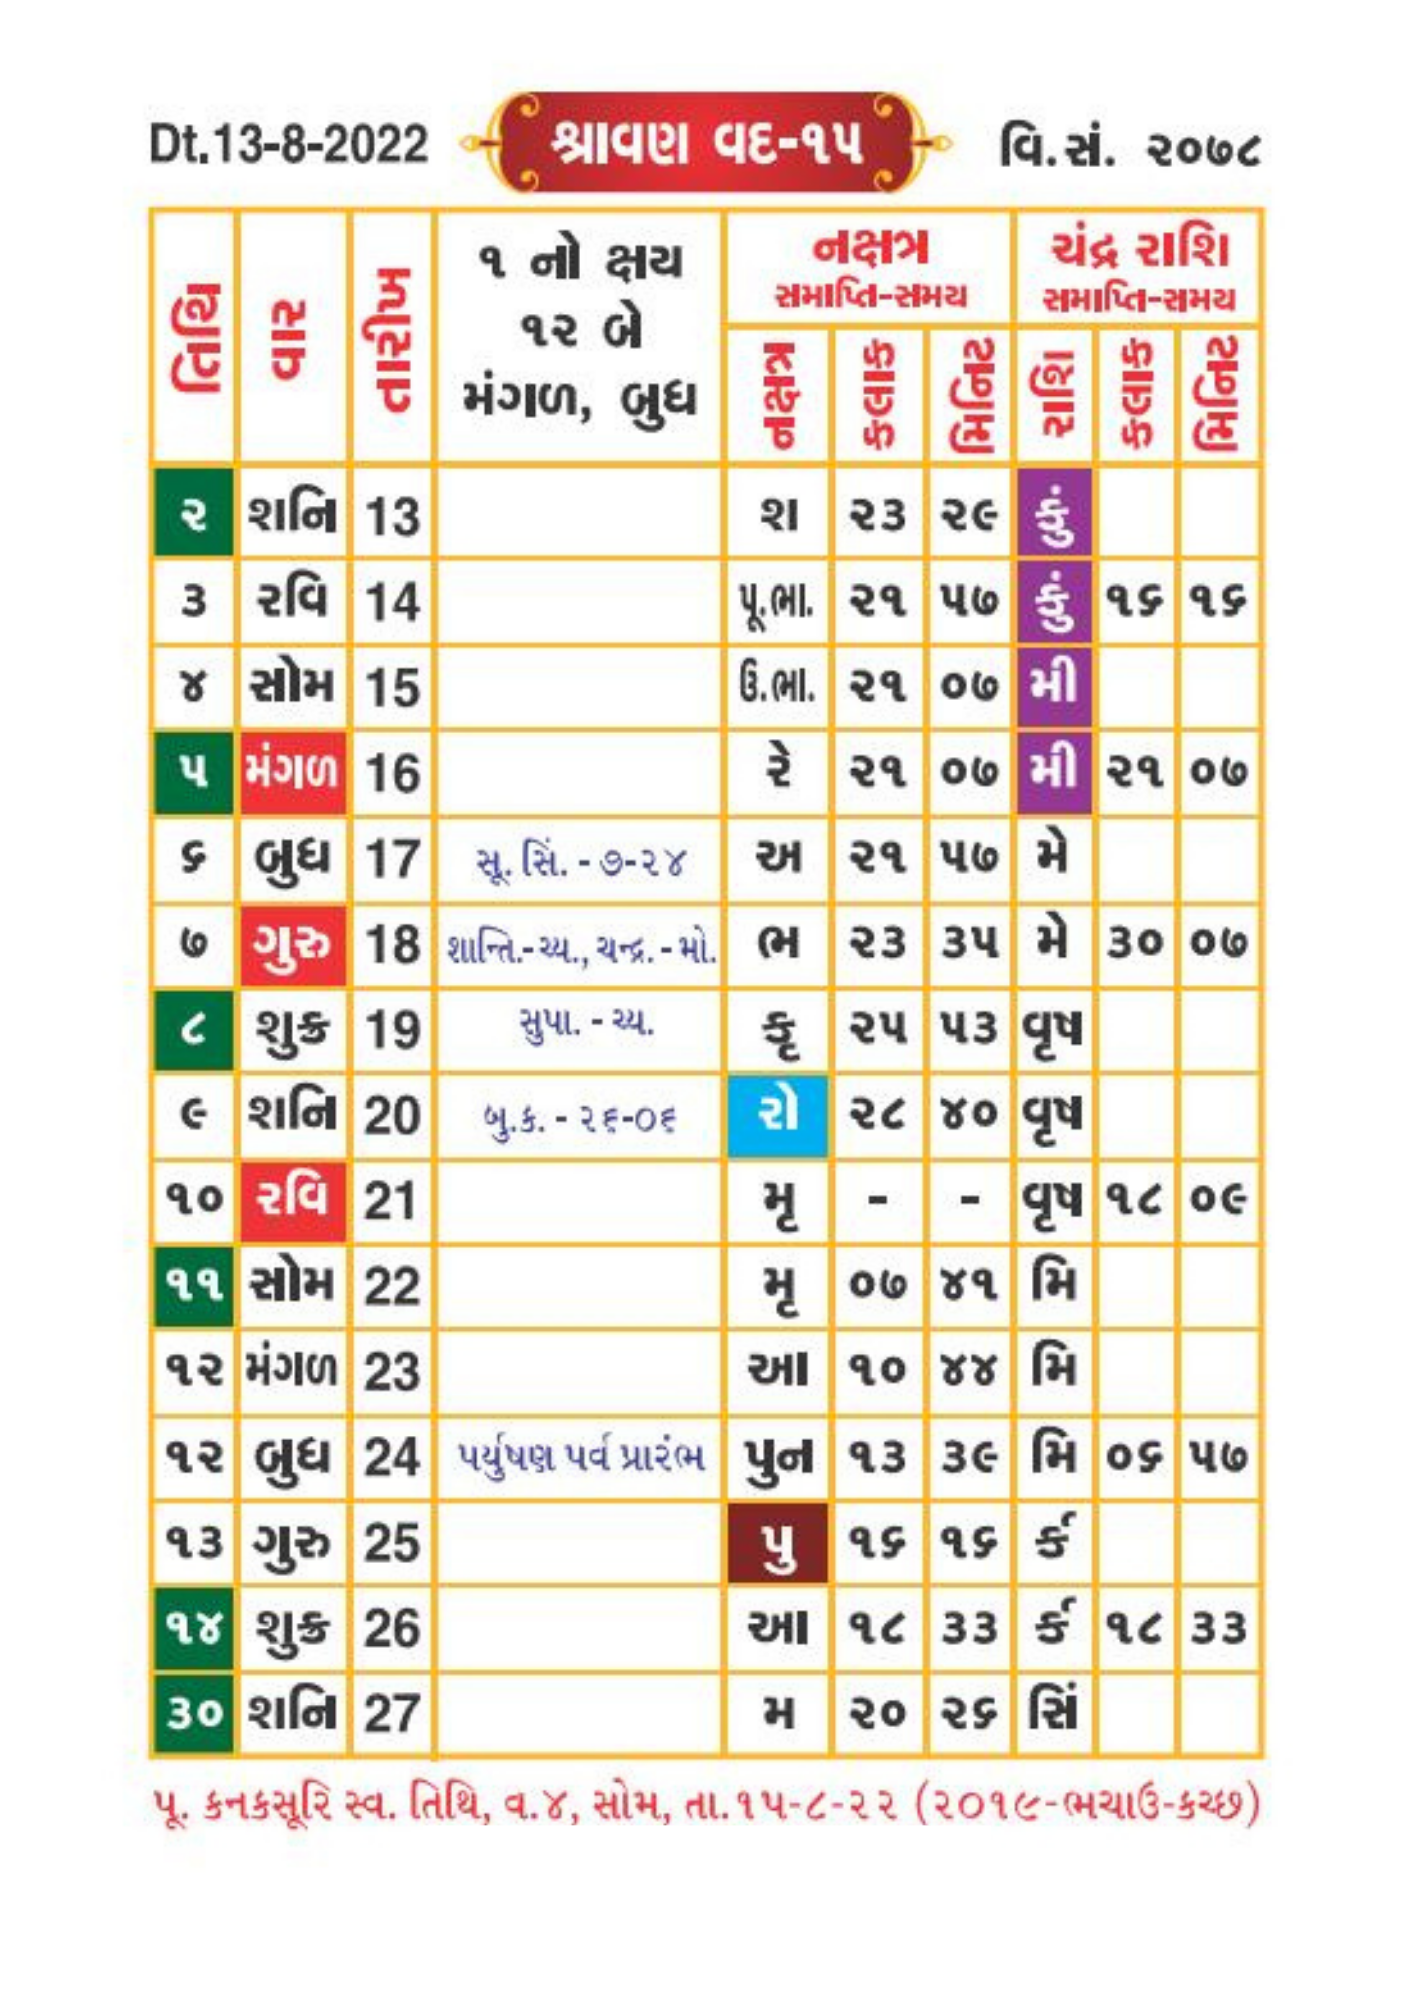 Dt.13-8-2022 શ્રાવણ વદ-૧૫ વિ.સં. ૨૦૭૮
તિથિ વાર તારીખ ૧ નો ક્ષય ૧૨ બે મંગળ, બુધ નક્ષત્ર સમાપ્તિ-સમય ચંદ્ર રાશિ સમાપ્તિ-સમય
નક્ષત્ર કલાક મિનિટ રાશિ કલાક મિનિટ
૨ શનિ 13 શ ૨૩ ૨૯ કું
૩ રવિ 14 પૂ.ભા. ૨૧ ૫૭ કું ૧૬ ૧૬
૪ સોમ 15 ઉ.ભા. ૨૧ ૦૭ મી
૫ મંગળ 16 રે ૨૧ ૦૭ મી ૨૧ ૦૭
૬ બુધ 17 સૂ. સિં. - ૭-૨૪ અ ૨૧ ૫૭ મે
૭ ગુરુ 18 શાન્તિ.-ચ્ય., ચન્દ્ર. - મો. ભ ૨૩ ૩૫ મે ૩૦ ૦૭
૮ શુક્ર 19 સુપા. - ચ્ય. કૃ ૨૫ ૫૩ વૃષ
૯ શનિ 20 બુ.ક. - ૨૬-૦૬ રો ૨૮ ૪૦ વૃષ
૧૦ રવિ 21 મૃ - - વૃષ ૧૮ ૦૯
૧૧ સોમ 22 મૃ ૦૭ ૪૧ મિ
૧૨ મંગળ 23 આ ૧૦ ૪૪ મિ
૧૨ બુધ 24 પર્યુષણ પર્વ પ્રારંભ પુન ૧૩ ૩૯ મિ ૦૬ ૫૭
૧૩ ગુરુ 25 પુ ૧૬ ૧૬ ર્ક
૧૪ શુક્ર 26 આ ૧૮ ૩૩ ર્ક ૧૮ ૩૩
૩૦ શનિ 27 મ ૨૦ ૨૬ સિં
પૂ. કનકસૂરિ સ્વ. તિથિ, વ.૪, સોમ, તા.૧૫-૮-૨૨ (૨૦૧૯-ભચાઉ-કચ્છ)